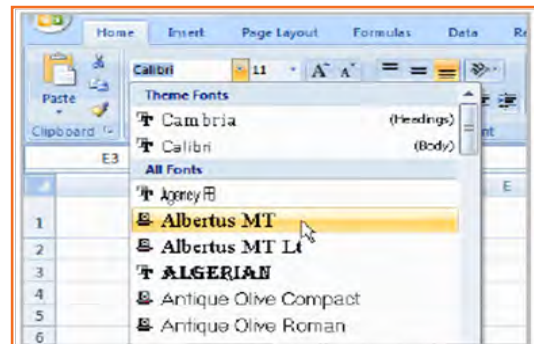 Home Insert Page Layout Formulas Data Re
Calibri 11 A A
Paste
Clipboard
Theme Fonts
Cambria (Headings)
Calibri (Body)
All Fonts
Agency FB
Albertus MT
Albertus MT Lt
ALGERIAN
Antique Olive Compact
Antique Olive Roman
nt
E3
E
1
2
3
4
5
6